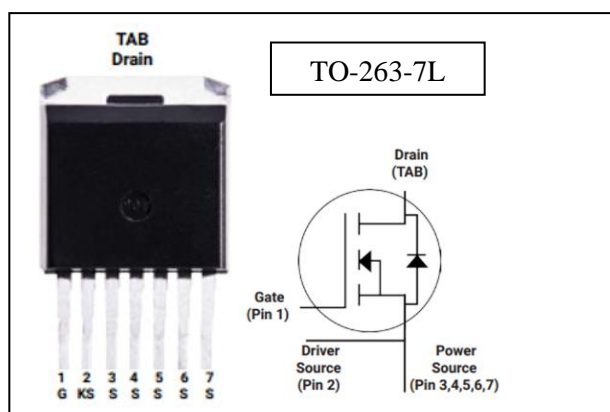 TAB
Drain
TO-263-7L
Drain
(TAB)
Gate
(Pin 1)
Driver
Source
(Pin 2)
Power
Source
(Pin 3,4,5,6,7)
1 2 3 4 5 6 7
G KS S S S S S